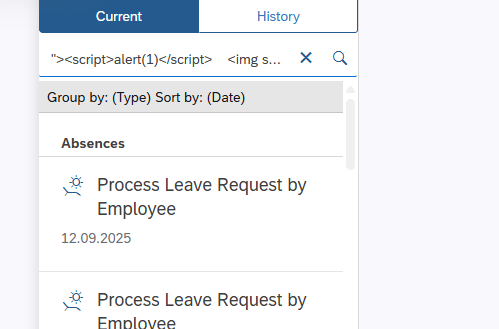 Current
History
"><script>alert(1)</script> <img s...
Group by: (Type) Sort by: (Date)
Absences
Process Leave Request by
Employee
12.09.2025
Process Leave Request by
Employee